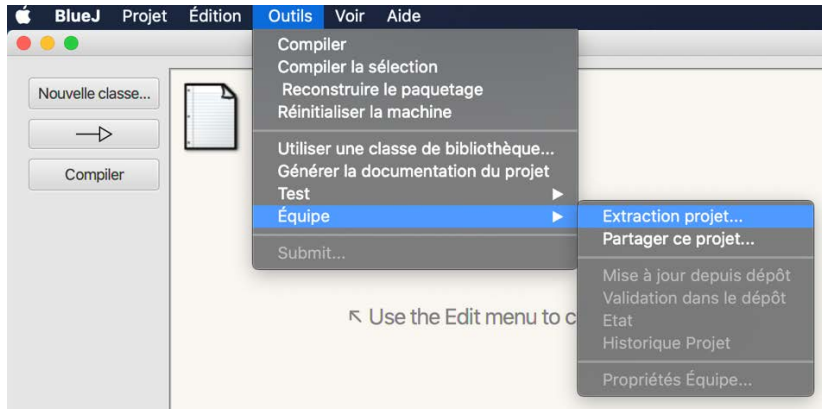 BlueJ Projet Édition Outils Voir Aide
Nouvelle classe...
Compiler
Compiler
Compiler la sélection
Reconstruire le paquetage
Réinitialiser la machine
Utiliser une classe de bibliothèque...
Générer la documentation du projet
Test
Équipe
Submit...
Extraction projet...
Partager ce projet...
Mise à jour depuis dépôt
Validation dans le dépôt
Etat
Historique Projet
Propriétés Équipe...
Use the Edit menu to c